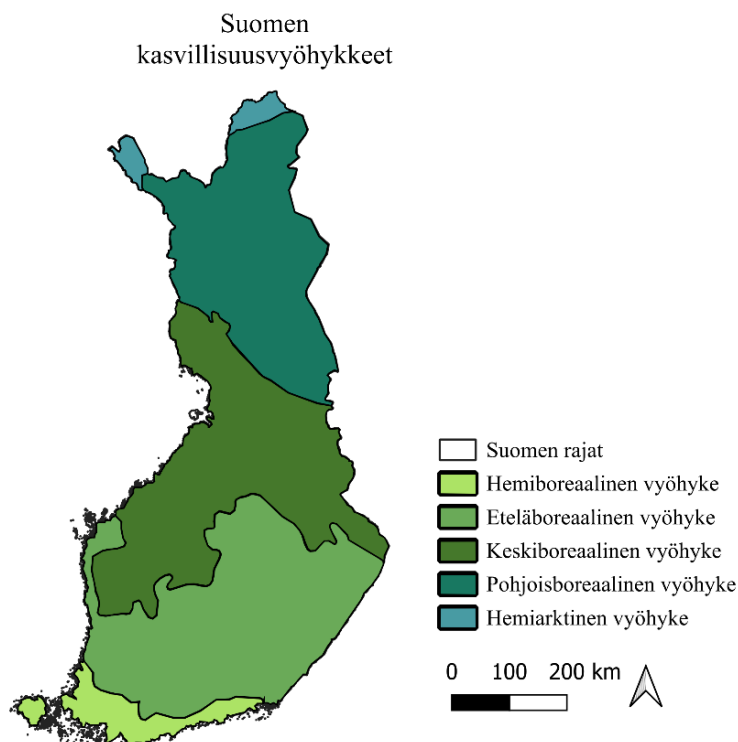 Suomen
kasvillisuusvyöhykkeet
Suomen rajat
Hemiboreaalinen vyöhyke
Eteläboreaalinen vyöhyke
Keskiboreaalinen vyöhyke
Pohjoisboreaalinen vyöhyke
Hemiarktinen vyöhyke
0 100 200 km